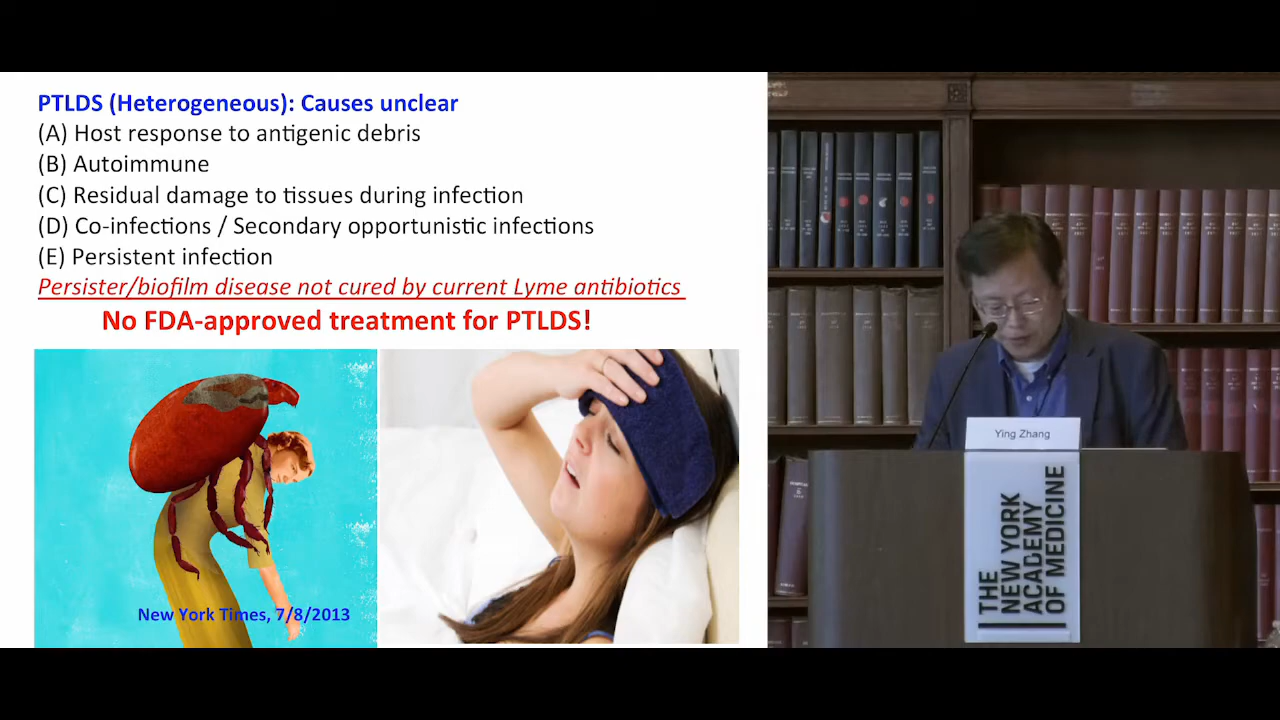 PTLDS (Heterogeneous): Causes unclear
(A) Host response to antigenic debris
(B) Autoimmune
(C) Residual damage to tissues during infection
(D) Co-infections / Secondary opportunistic infections
(E) Persistent infection
Persister/biofilm disease not cured by current Lyme antibiotics
No FDA-approved treatment for PTLDS!
New York Times, 7/8/2013
Ying Zhang
THE
NEW YORK
ACADEMY
OF MEDICINE